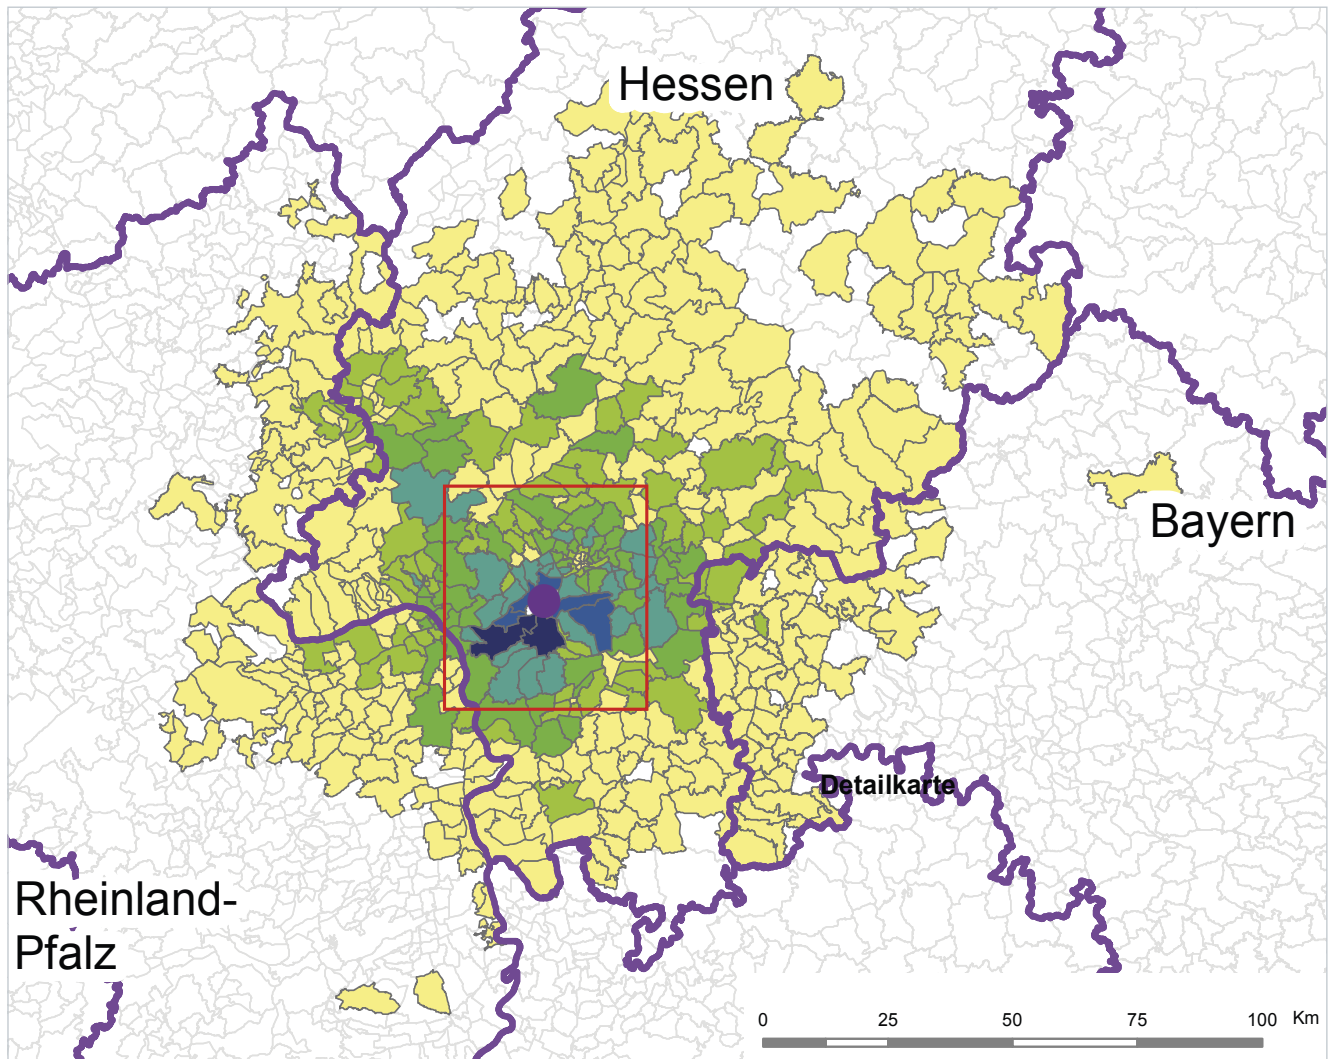 Hessen
Bayern
Detailkarte
Rheinland-
Pfalz
0 25 50 75 100 Km